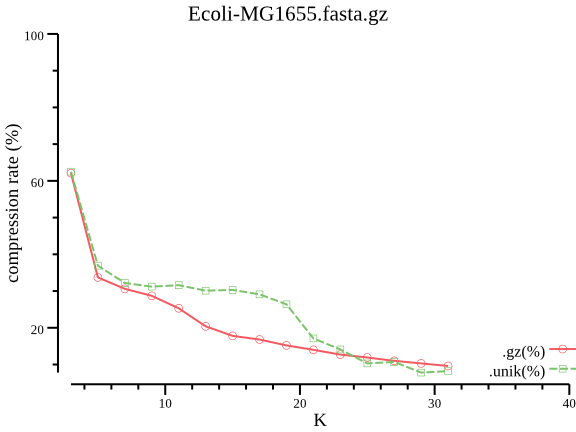 Ecoli-MG1655.fasta.gz
compression rate (%)
100
60
20
.gz(%)
.unik(%)
10
20
30
40
K